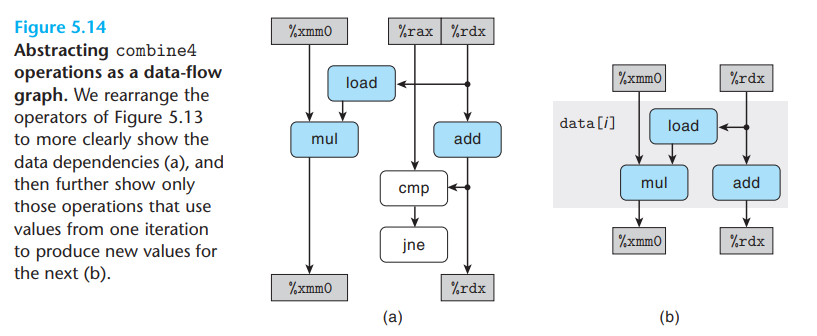 Figure 5.14
Abstracting combine4
operations as a data-flow
graph. We rearrange the
operators of Figure 5.13
to more clearly show the
data dependencies (a), and
then further show only
those operations that use
values from one iteration
to produce new values for
the next (b).
%xmm0 %rax %rdx
load
mul add
cmp
jne
%xmm0 %rdx
(a)
%xmm0 %rdx
data[i] load
mul add
%xmm0 %rdx
(b)